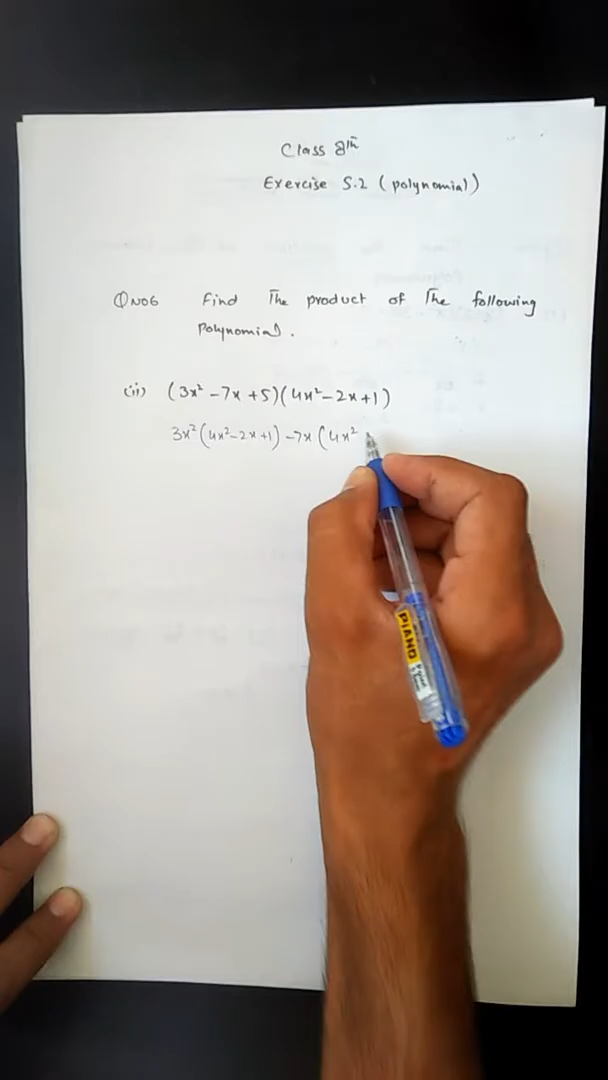 Class 8th
Exercise 5.2 (polynomial)
Q No6 Find The product of The following
Polynomial.
(ii) (3x² - 7x + 5)(4x² - 2x + 1)
3x²(4x² - 2x + 1) - 7x(4x²
PIANO